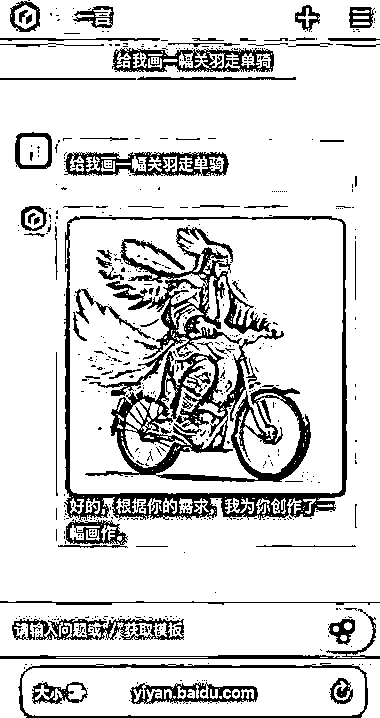 一言
给我画一幅关羽走单骑
给我画一幅关羽走单骑
好的，根据你的需求，我为你创作了一
幅画作。
请输入问题或“/”获取模板
大小
yiyan.baidu.com